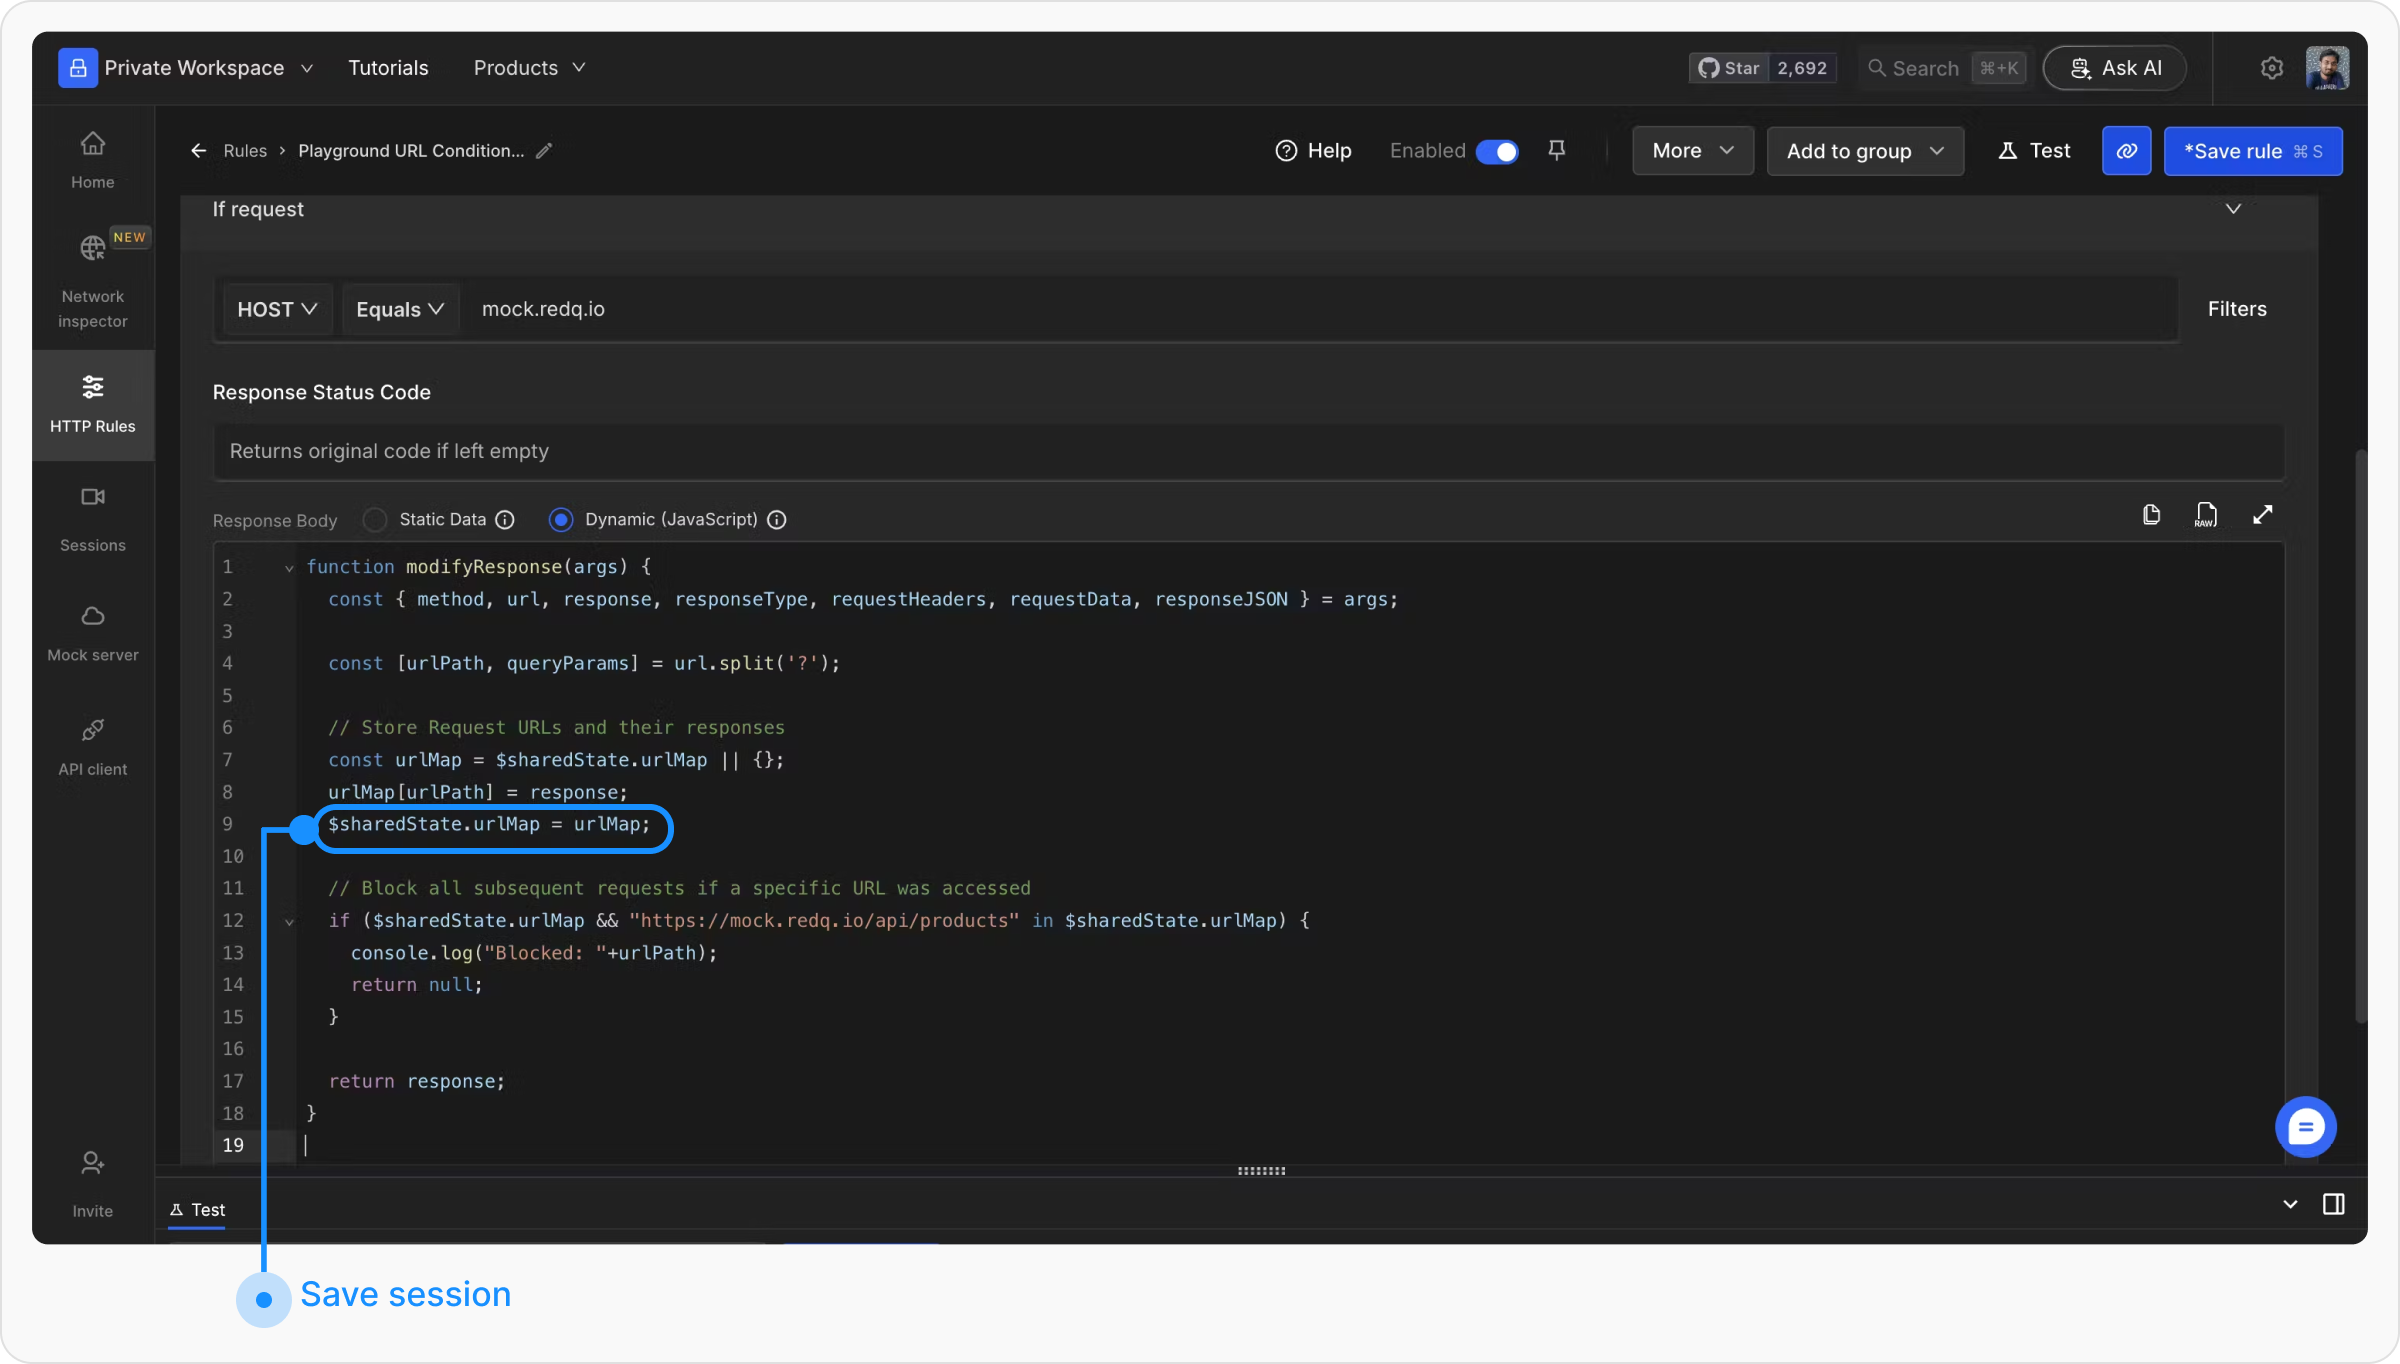 Private Workspace Tutorials Products Star 2,692 Search ⌘+K Ask AI
Rules > Playground URL Condition... Help Enabled More Add to group Test *Save rule ⌘ S
Home
NEW
Network
inspector
HTTP Rules
Sessions
Mock server
API client
Invite
If request
HOST Equals mock.redq.io Filters
Response Status Code
Returns original code if left empty
Response Body Static Data Dynamic (JavaScript)
RAW
1 function modifyResponse(args) {
2 const { method, url, response, responseType, requestHeaders, requestData, responseJSON } = args;
3
4 const [urlPath, queryParams] = url.split('?');
5
6 // Store Request URLs and their responses
7 const urlMap = $sharedState.urlMap || {};
8 urlMap[urlPath] = response;
9 $sharedState.urlMap = urlMap;
10
11 // Block all subsequent requests if a specific URL was accessed
12 if ($sharedState.urlMap && "https://mock.redq.io/api/products" in $sharedState.urlMap) {
13 console.log("Blocked: "+urlPath);
14 return null;
15 }
16
17 return response;
18 }
19
Test
Save session